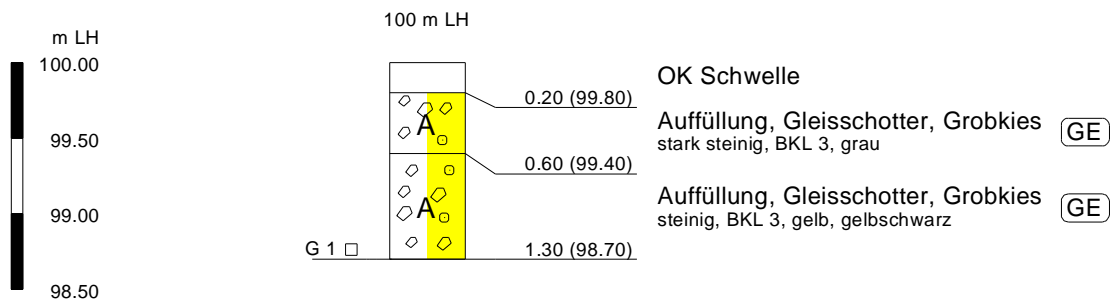 100 m LH
m LH
100.00
99.50
99.00
98.50
OK Schwelle
0.20 (99.80)
Auffüllung, Gleisschotter, Grobkies
stark steinig, BKL 3, grau
GE
A
0.60 (99.40)
Auffüllung, Gleisschotter, Grobkies
steinig, BKL 3, gelb, gelbschwarz
GE
A
G 1
1.30 (98.70)